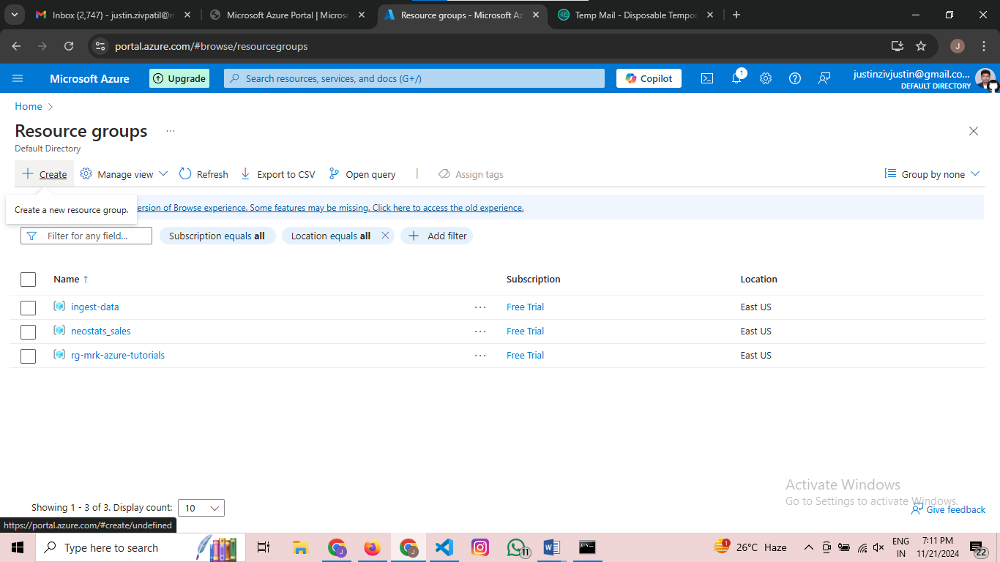 Inbox (2,747) - justin.zivpatil@m
Microsoft Azure Portal | Microso
Resource groups - Microsoft Az
Temp Mail - Disposable Tempo
portal.azure.com/#browse/resourcegroups
J
Microsoft Azure
Upgrade
Search resources, services, and docs (G+/)
Copilot
1
justinzivjustin@gmail.co...
DEFAULT DIRECTORY
Home
Resource groups ...
Default Directory
Create
Manage view
Refresh
Export to CSV
Open query
Assign tags
Group by none
Create a new resource group.
ersion of Browse experience. Some features may be missing. Click here to access the old experience.
Filter for any field...
Subscription equals all
Location equals all
Add filter
Name ↑ Subscription Location
ingest-data ... Free Trial East US
neostats_sales ... Free Trial East US
rg-mrk-azure-tutorials ... Free Trial East US
Activate Windows
Go to Settings to activate Windows.
Showing 1 - 3 of 3. Display count: 10
Give feedback
https://portal.azure.com/#create/undefined
Type here to search
J
J
11
1
26°C Haze
ENG
IN
7:11 PM
11/21/2024
22